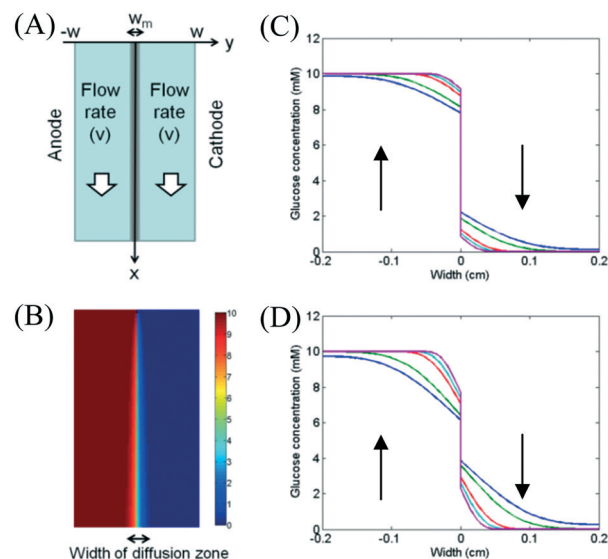 (A)
w_m
-w
w
y
Flow
rate
(v)
Flow
rate
(v)
Anode
Cathode
x
(B)
10
9
8
7
6
5
4
3
2
1
0
Width of diffusion zone
(C)
12
10
8
6
4
2
0
Glucose concentration (mM)
-0.2 -0.1 0 0.1 0.2
Width (cm)
(D)
12
10
8
6
4
2
0
Glucose concentration (mM)
-0.2 -0.1 0 0.1 0.2
Width (cm)